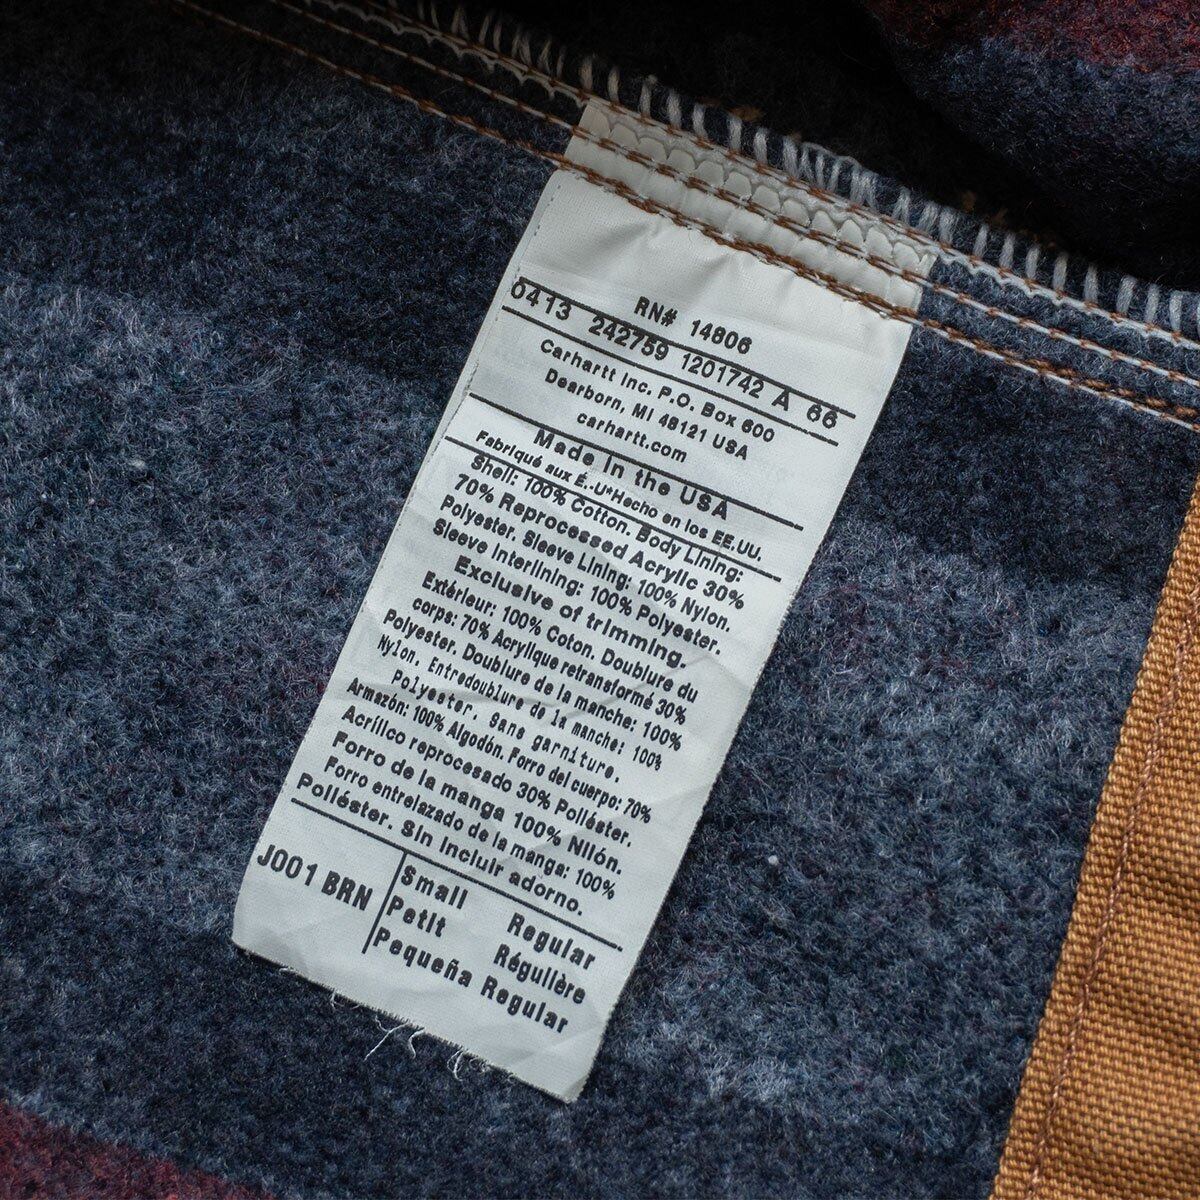 RN# 14806
0413 242759 1201742 A 66
Carhartt Inc. P.O. Box 600
Dearborn, MI 48121 USA
carhartt.com
Made in the USA
Fabriqué aux É.-U*Hecho en los EE.UU.
Shell: 100% Cotton. Body Lining:
70% Reprocessed Acrylic 30%
Polyester. Sleeve Lining: 100% Nylon.
Sleeve Interlining: 100% Polyester.
Exclusive of trimming.
Extérieur: 100% Coton. Doublure du
corps: 70% Acrylique retransformé 30%
Polyester. Doublure de la manche: 100%
Nylon. Entredoublure de la manche: 100%
Polyester. Sans garniture.
Armazón: 100% Algodón. Forro del cuerpo: 70%
Acrílico reprocesado 30% Poliéster.
Forro de la manga 100% Nilón.
Forro entrelazado de la manga: 100%
Poliéster. Sin incluir adorno.
J001 BRN
Small Regular
Petit Régulière
Pequeña Regular